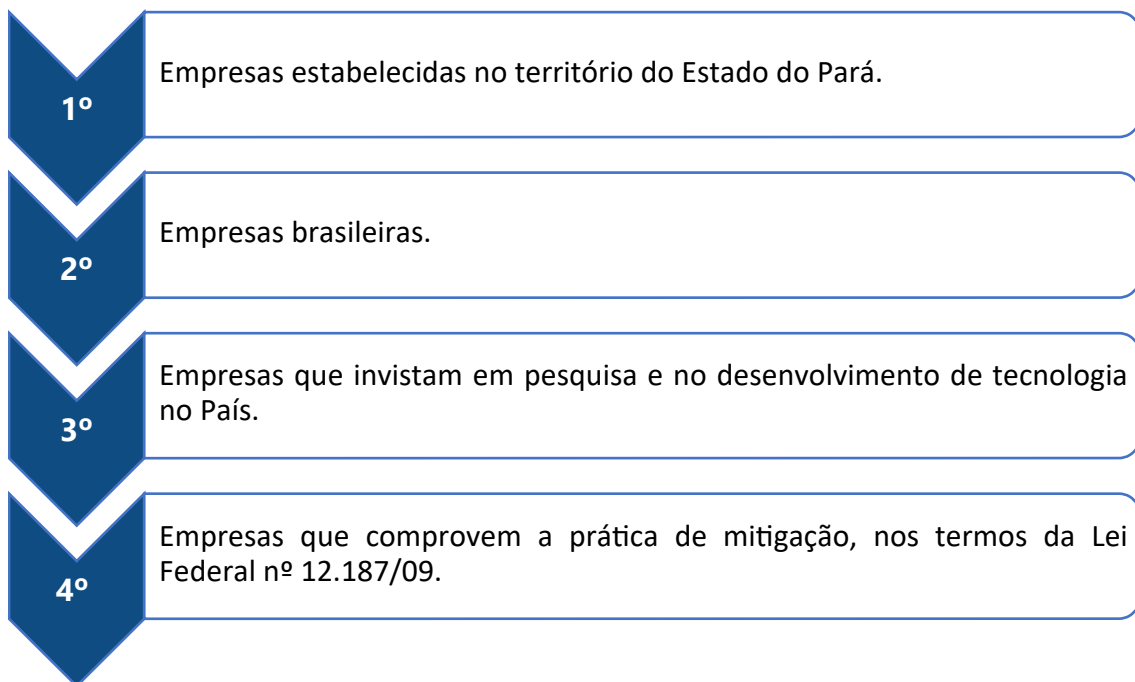 1º
Empresas estabelecidas no território do Estado do Pará.
2º
Empresas brasileiras.
3º
Empresas que invistam em pesquisa e no desenvolvimento de tecnologia
no País.
4º
Empresas que comprovem a prática de mitigação, nos termos da Lei
Federal nº 12.187/09.